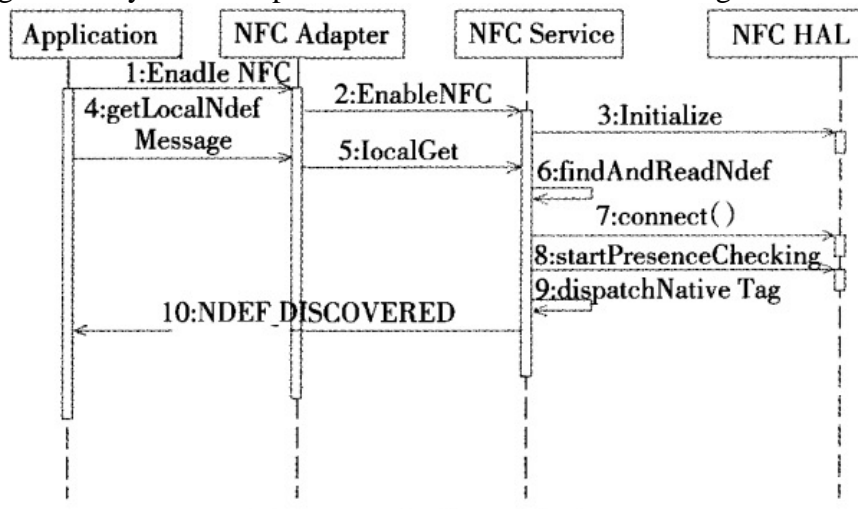 Application NFC Adapter NFC Service NFC HAL
1:Enadle NFC
2:EnableNFC
3:Initialize
4:getLocalNdef
Message
5:IocalGet
6:findAndReadNdef
7:connect()
8:startPresenceChecking
9:dispatchNative Tag
10:NDEF_DISCOVERED